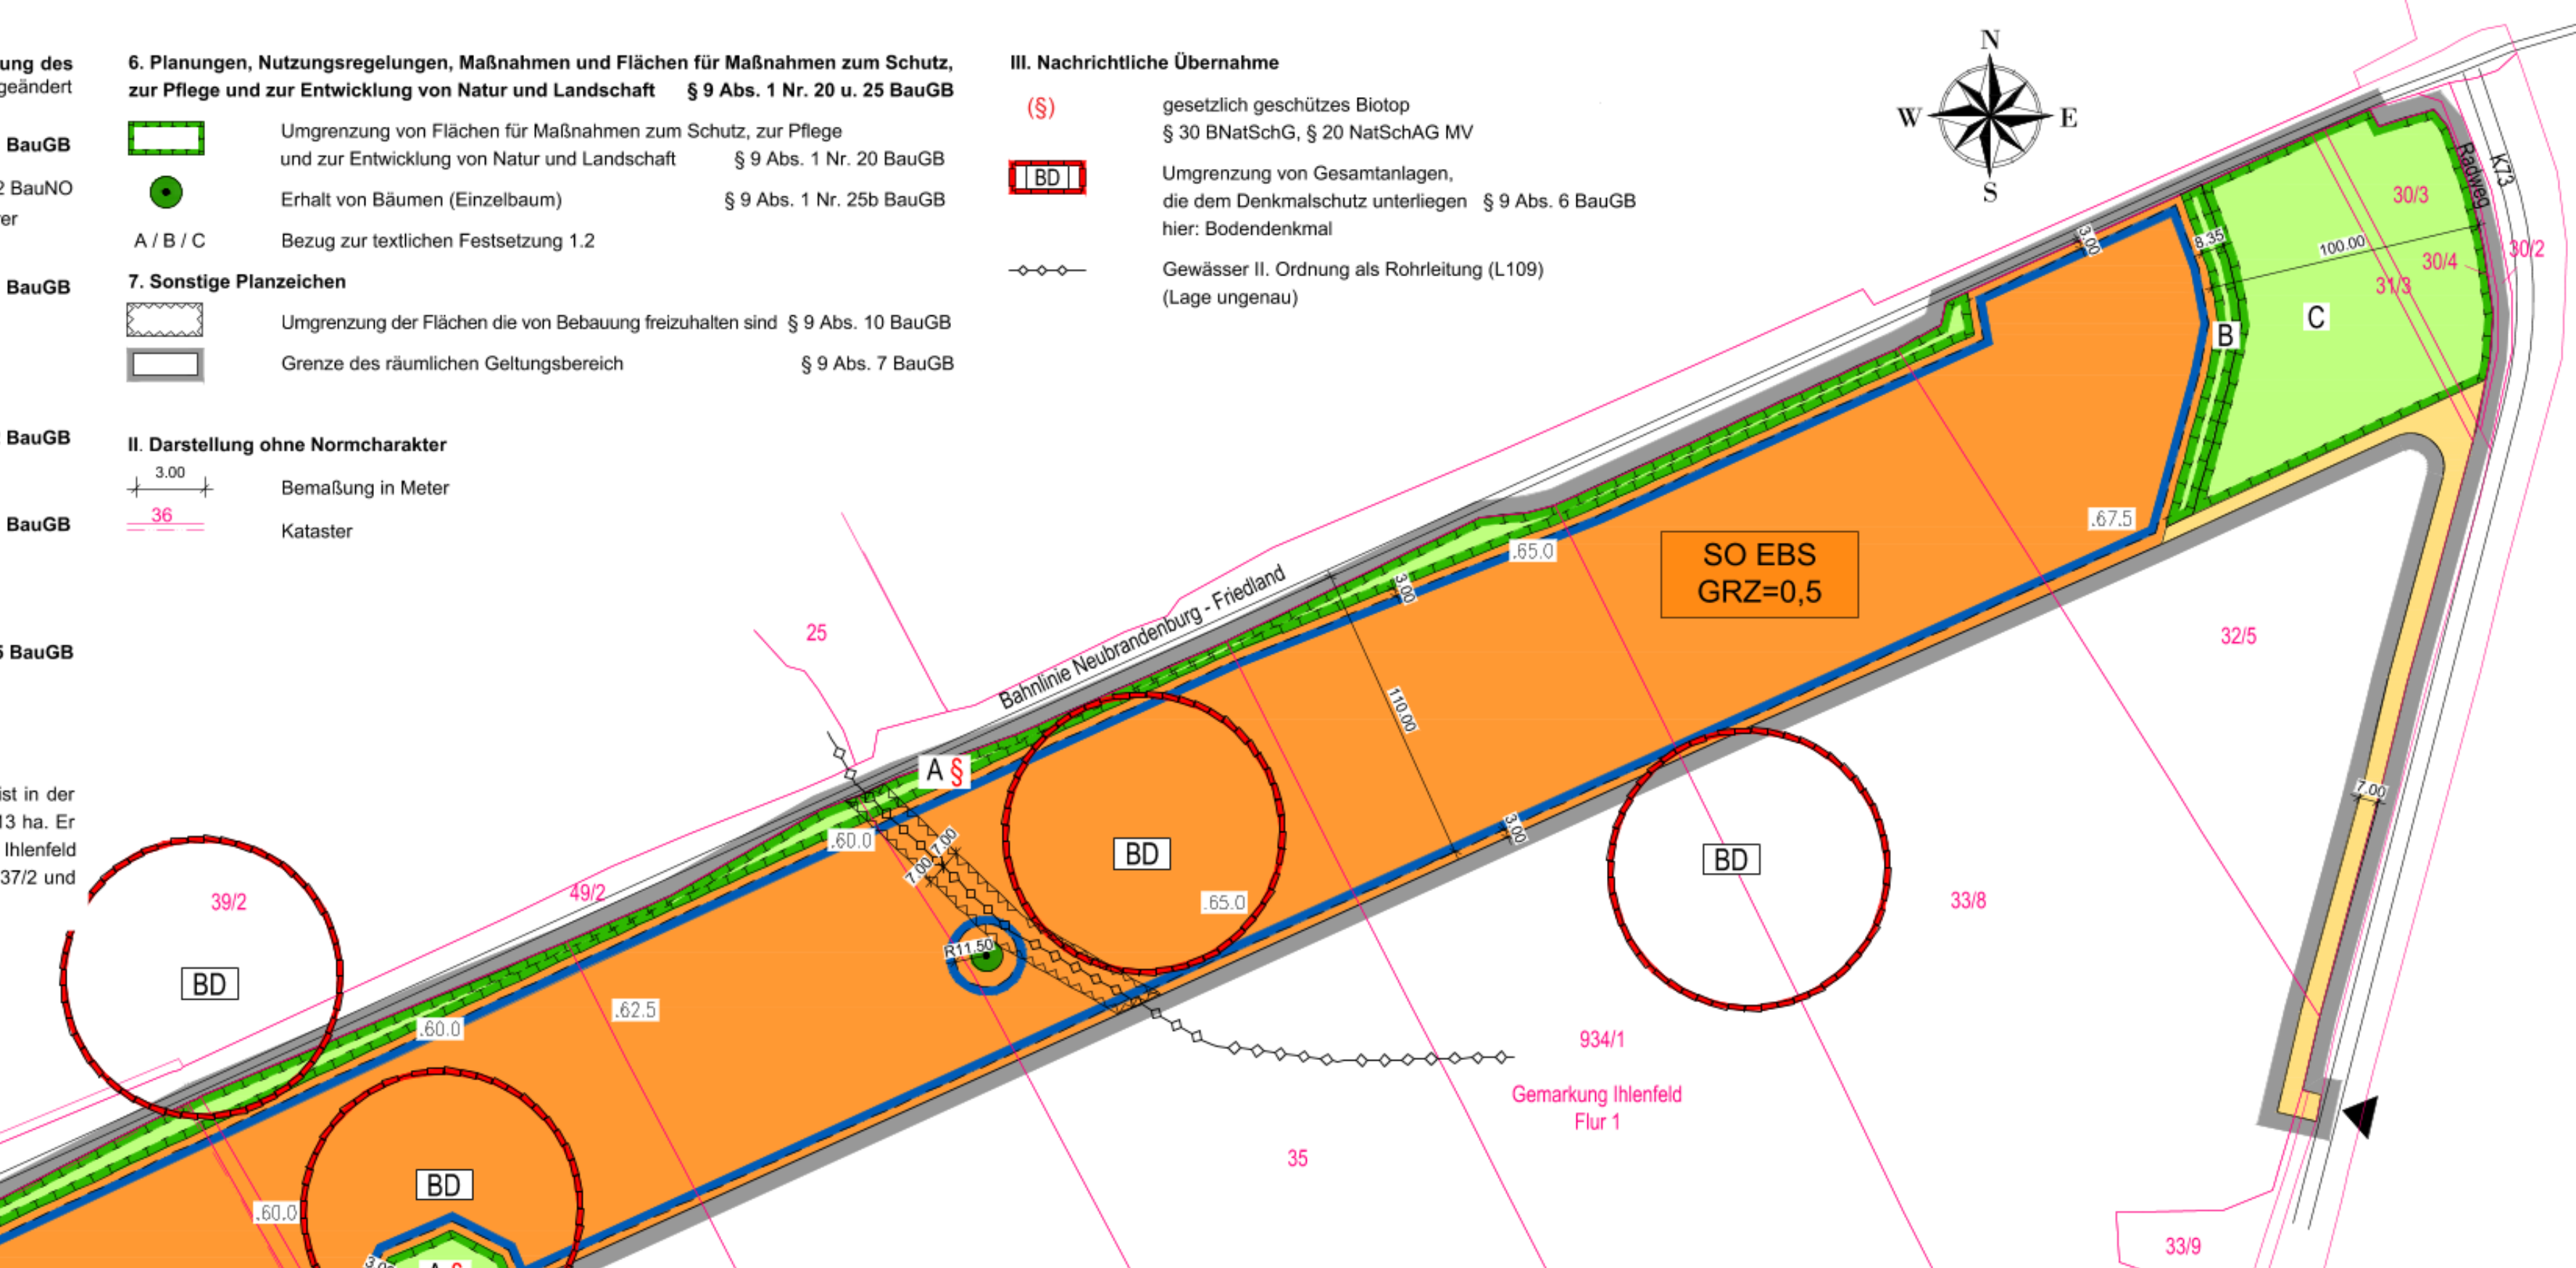 ung des
geändert
BauGB
2 BauNO
er
BauGB
BauGB
BauGB
5 BauGB
ist in der
13 ha. Er
Ihlenfeld
37/2 und
6. Planungen, Nutzungsregelungen, Maßnahmen und Flächen für Maßnahmen zum Schutz,
zur Pflege und zur Entwicklung von Natur und Landschaft § 9 Abs. 1 Nr. 20 u. 25 BauGB
Umgrenzung von Flächen für Maßnahmen zum Schutz, zur Pflege
und zur Entwicklung von Natur und Landschaft § 9 Abs. 1 Nr. 20 BauGB
Erhalt von Bäumen (Einzelbaum) § 9 Abs. 1 Nr. 25b BauGB
A / B / C Bezug zur textlichen Festsetzung 1.2
7. Sonstige Planzeichen
Umgrenzung der Flächen die von Bebauung freizuhalten sind § 9 Abs. 10 BauGB
Grenze des räumlichen Geltungsbereich § 9 Abs. 7 BauGB
II. Darstellung ohne Normcharakter
3.00
Bemaßung in Meter
36
Kataster
III. Nachrichtliche Übernahme
(§) gesetzlich geschützes Biotop
§ 30 BNatSchG, § 20 NatSchAG MV
BD Umgrenzung von Gesamtanlagen,
die dem Denkmalschutz unterliegen § 9 Abs. 6 BauGB
hier: Bodendenkmal
Gewässer II. Ordnung als Rohrleitung (L109)
(Lage ungenau)
N
W E
S
Radweg
K73
30/3
3.00
8.35
100.00
30/2
30/4
31/3
B
C
.67.5
.65.0
SO EBS
GRZ=0,5
3.00
Bahnlinie Neubrandenburg - Friedland
25
32/5
110.00
A §
7.00
3.00
.60.0
7.00
7.00
BD
BD
.65.0
49/2
39/2
33/8
R11.50
BD
.62.5
.60.0
934/1
Gemarkung Ihlenfeld
Flur 1
35
BD
.60.0
33/9
3.00
A §